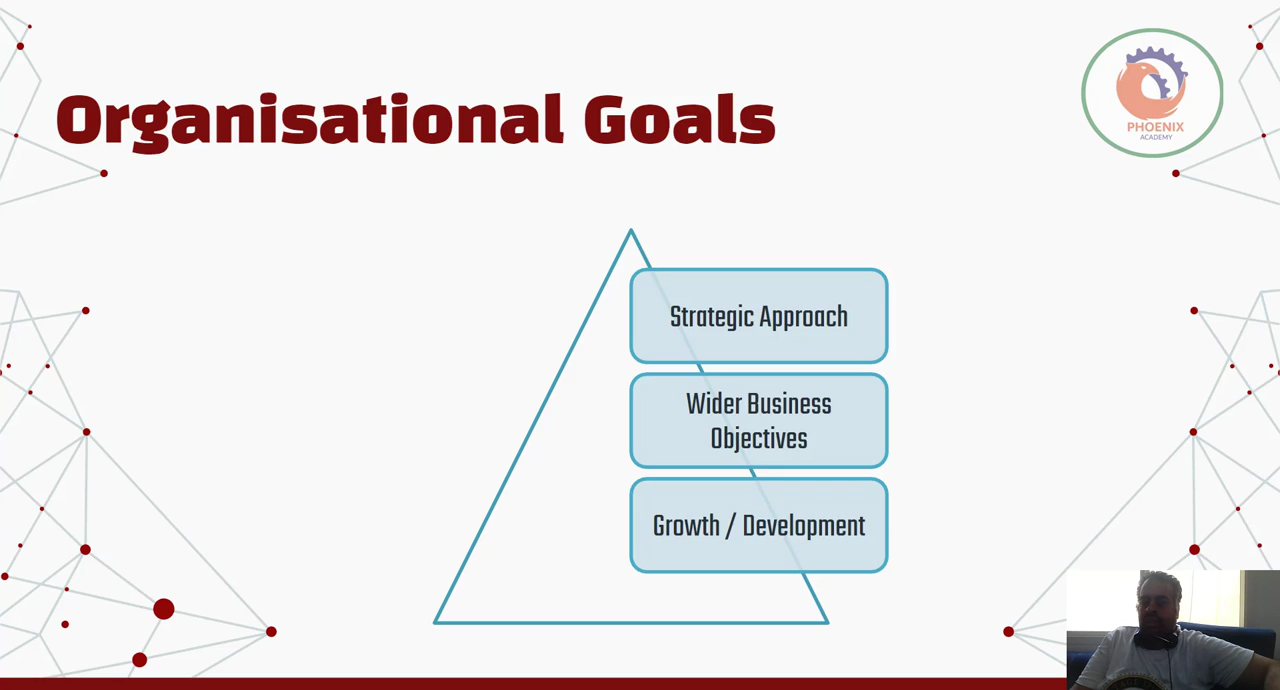 Organisational Goals
PHOENIX
ACADEMY
Strategic Approach
Wider Business
Objectives
Growth / Development